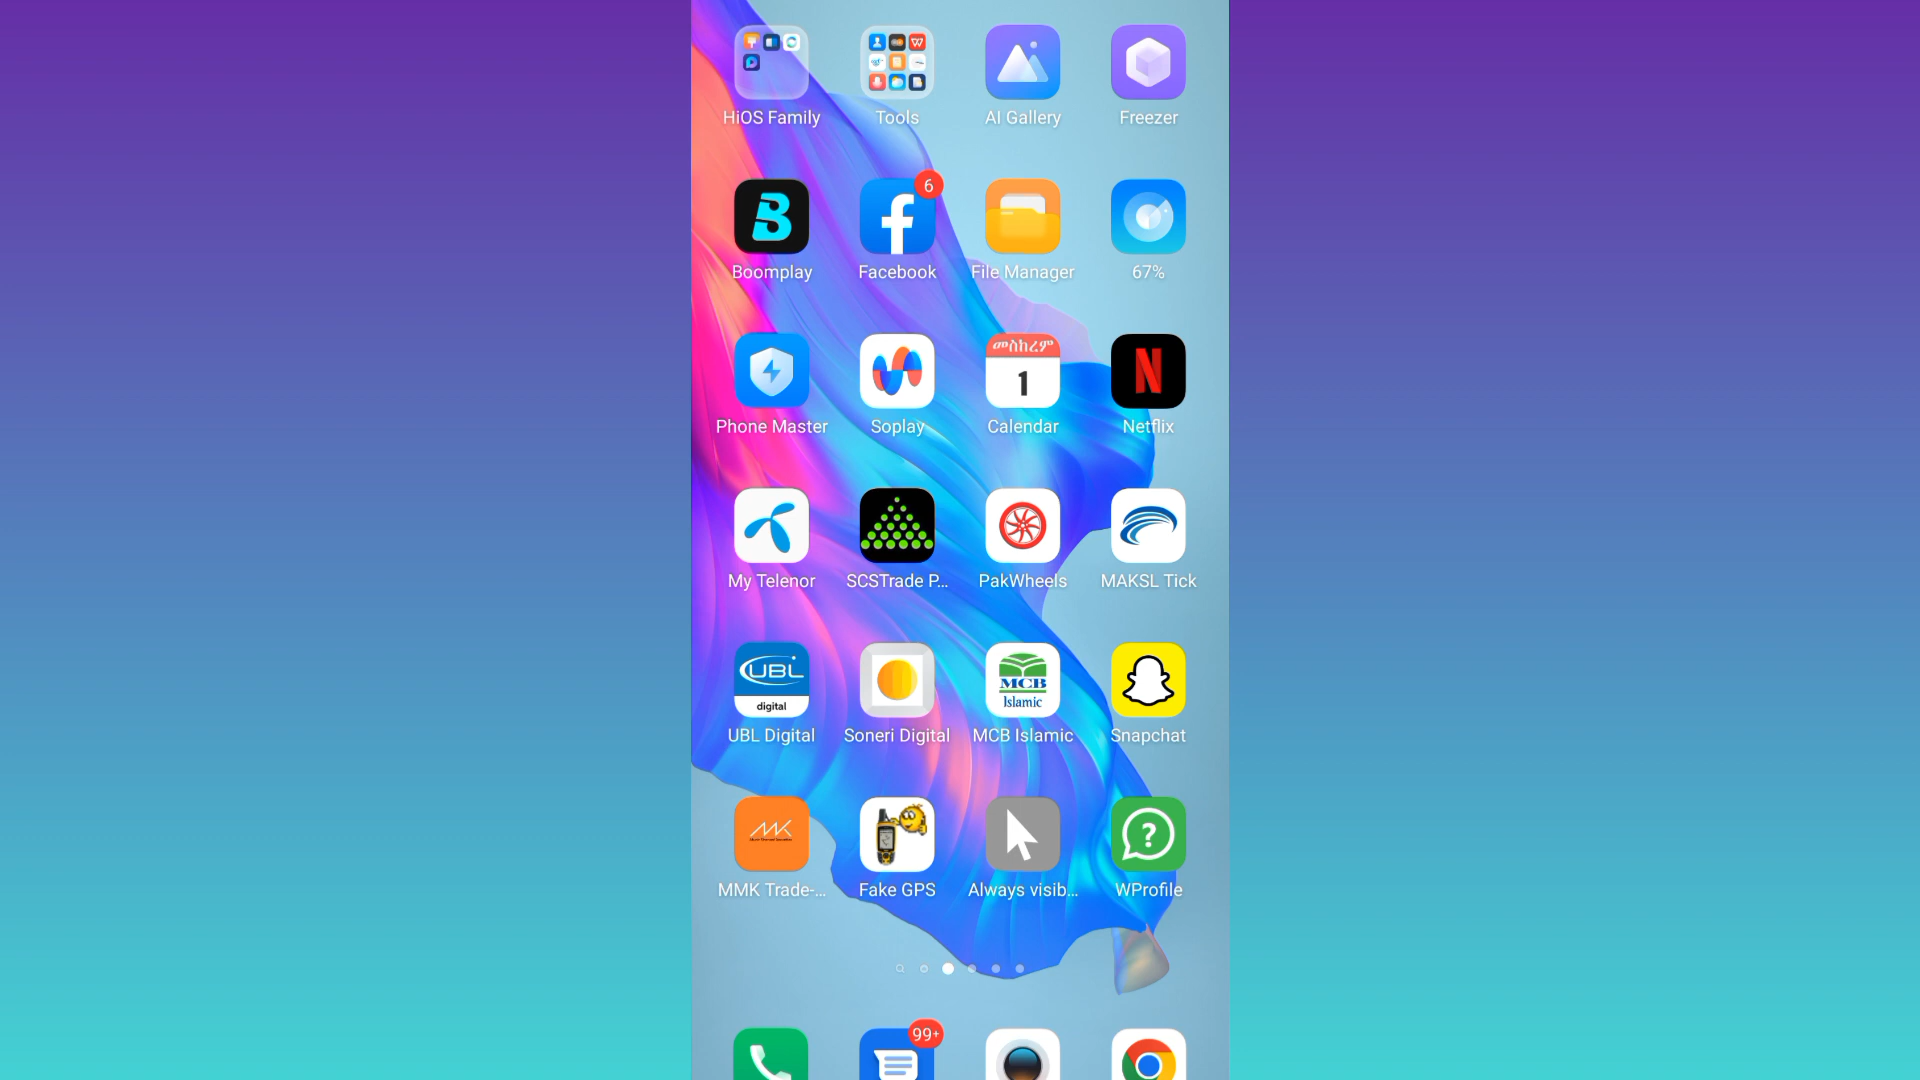 HiOS Family
Tools
AI Gallery
Freezer
6
Boomplay
Facebook
File Manager
67%
መስከረም
1
Phone Master
Soplay
Calendar
Netflix
My Telenor
SCSTrade P...
PakWheels
MAKSL Tick
UBL
digital
MCB
Islamic
UBL Digital
Soneri Digital
MCB Islamic
Snapchat
MMK Trade-...
Fake GPS
Always visib...
WProfile
99+